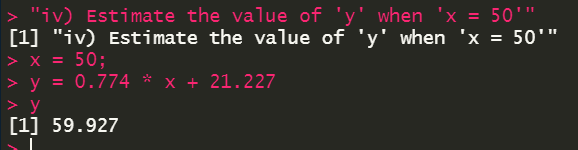 > "iv) Estimate the value of 'y' when 'x = 50'"
[1] "iv) Estimate the value of 'y' when 'x = 50'"
> x = 50;
> y = 0.774 * x + 21.227
> y
[1] 59.927
>